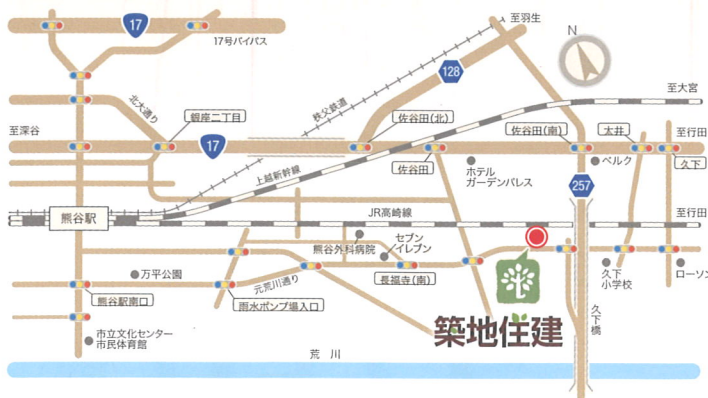 至羽生
17
17号バイパス
N
128
北大通り
秩父鉄道
至大宮
銀座二丁目
佐谷田(北)
至深谷
17
佐谷田(南)
太井
至行田
上越新幹線
佐谷田
ホテル
ガーデンパレス
ベルク
久下
257
熊谷駅
JR高崎線
至行田
熊谷外科病院
セブン
イレブン
万平公園
元荒川通り
長福寺(南)
久下
小学校
ローソン
熊谷駅南口
雨水ポンプ場入口
久下橋
築地住建
市立文化センター
市民体育館
荒川